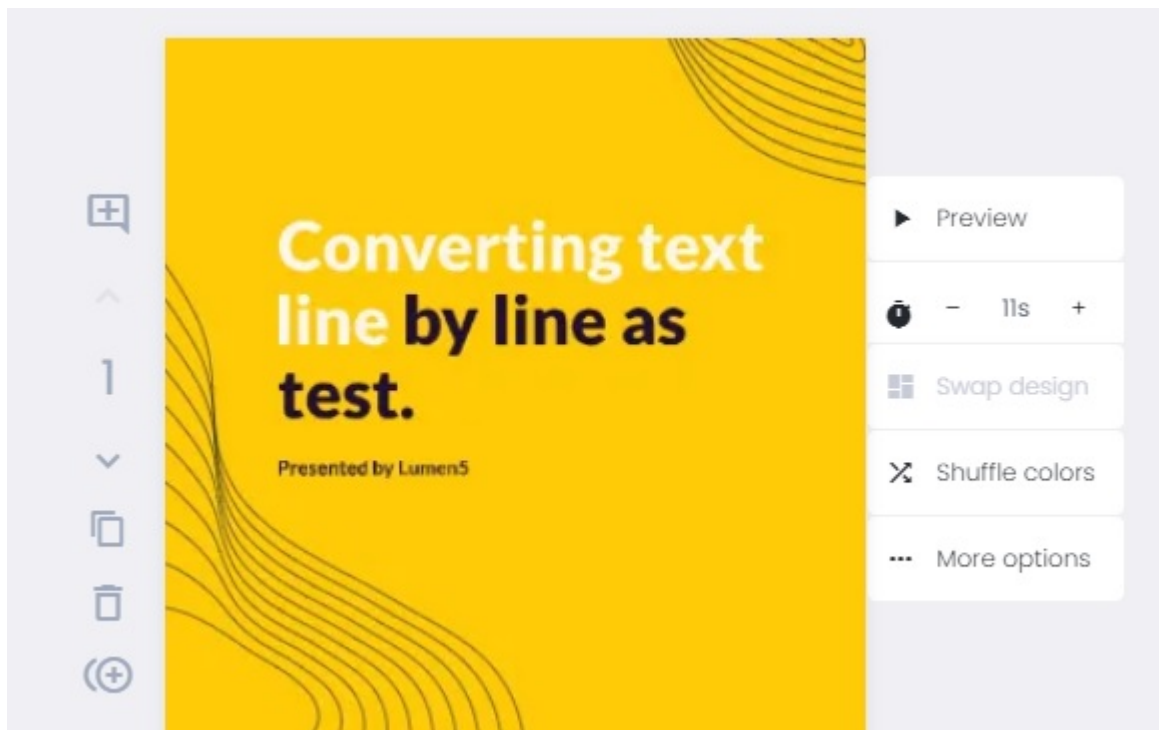 Converting text
line by line as
test.
Presented by Lumen5
1
Preview
− 11s +
Swap design
Shuffle colors
More options